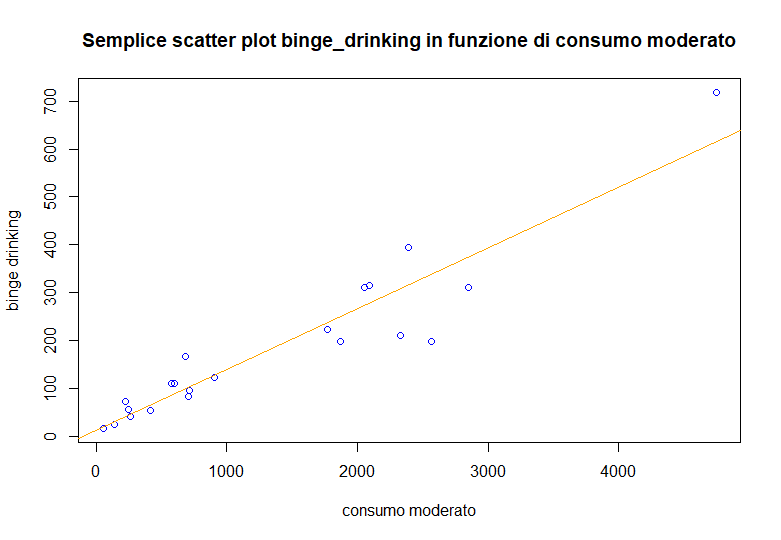 Semplice scatter plot binge_drinking in funzione di consumo moderato
700
600
500
400
300
200
100
0
binge drinking
0 1000 2000 3000 4000
consumo moderato